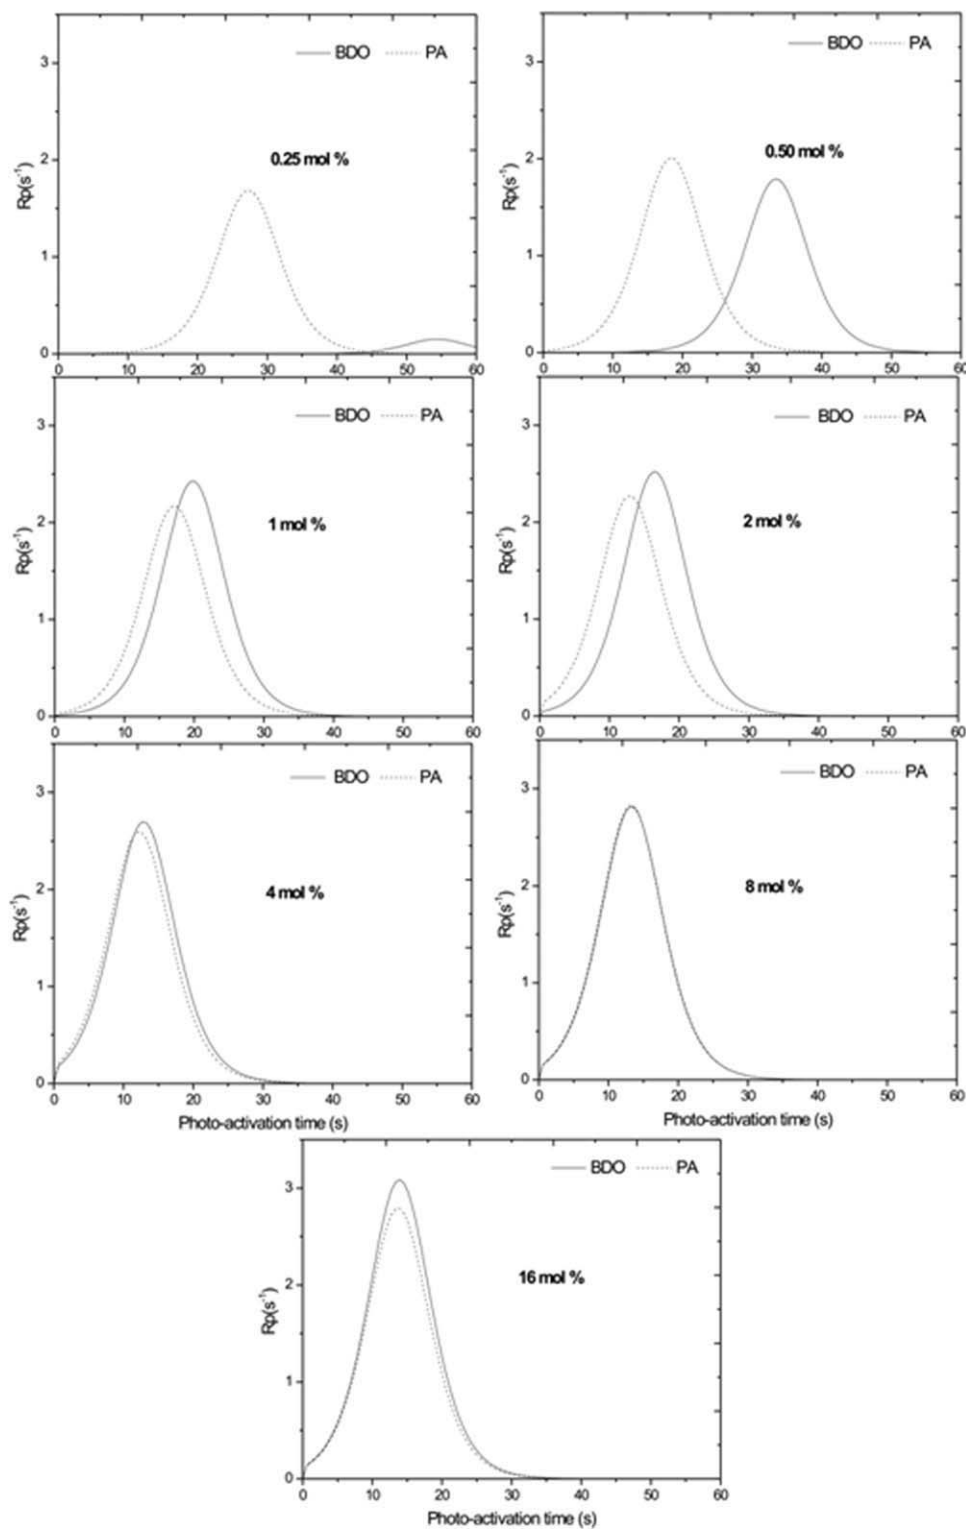 BDO PA
3
0.25 mol %
2
Rp(s⁻¹)
1
0
0 10 20 30 40 50 60
BDO PA
3
0.50 mol %
2
Rp(s⁻¹)
1
0
0 10 20 30 40 50 60
BDO PA
3
1 mol %
2
Rp(s⁻¹)
1
0
0 10 20 30 40 50 60
BDO PA
3
2 mol %
2
Rp(s⁻¹)
1
0
0 10 20 30 40 50 60
BDO PA
3
4 mol %
2
Rp(s⁻¹)
1
0
0 10 20 30 40 50 60
Photo-activation time (s)
BDO PA
3
8 mol %
2
Rp(s⁻¹)
1
0
0 10 20 30 40 50 60
Photo-activation time (s)
BDO PA
3
16 mol %
2
Rp(s⁻¹)
1
0
0 10 20 30 40 50 60
Photo-activation time (s)